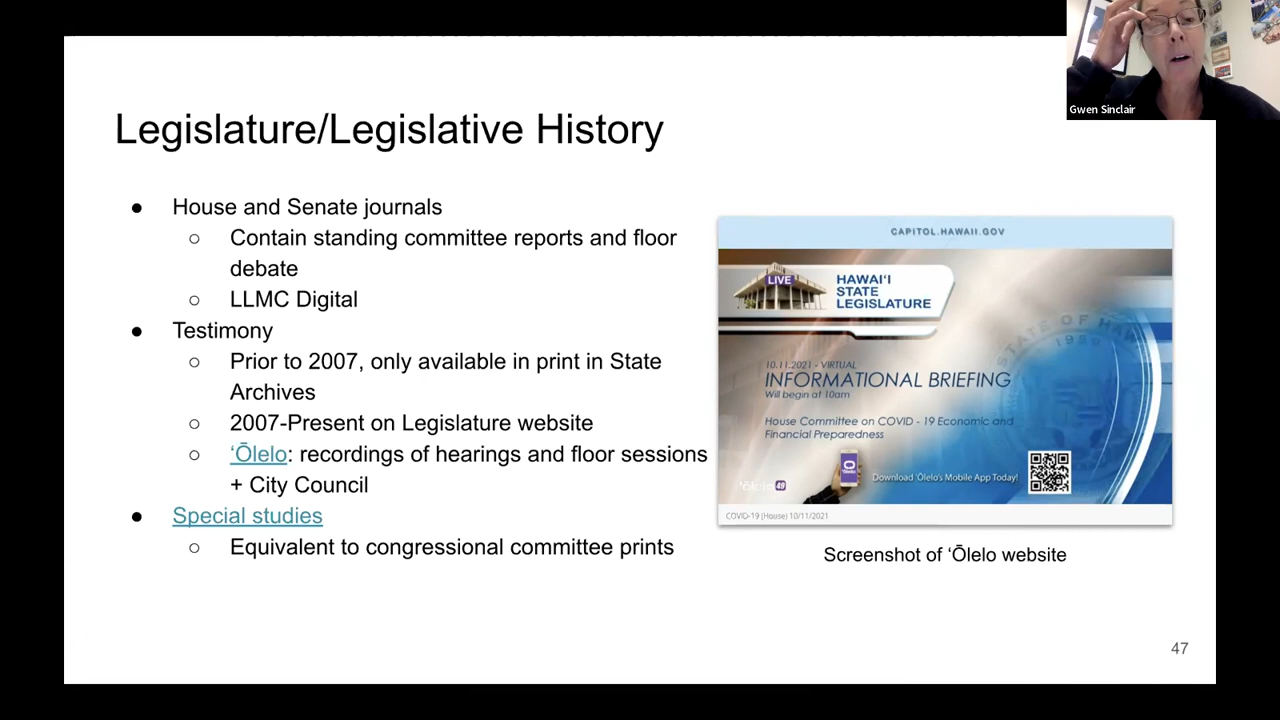 Gwen Sinclair
Legislature/Legislative History
● House and Senate journals
○ Contain standing committee reports and floor
debate
○ LLMC Digital
● Testimony
○ Prior to 2007, only available in print in State
Archives
○ 2007-Present on Legislature website
○ ʻŌlelo: recordings of hearings and floor sessions
+ City Council
● Special studies
○ Equivalent to congressional committee prints
CAPITOL.HAWAII.GOV
LIVE
HAWAIʻI
STATE
LEGISLATURE
10.11.2021 - VIRTUAL
INFORMATIONAL BRIEFING
Will begin at 10am
House Committee on COVID - 19 Economic and
Financial Preparedness
Download ʻŌlelo's Mobile App Today!
49
COVID-19 (House) 10/11/2021
Screenshot of ʻŌlelo website
47